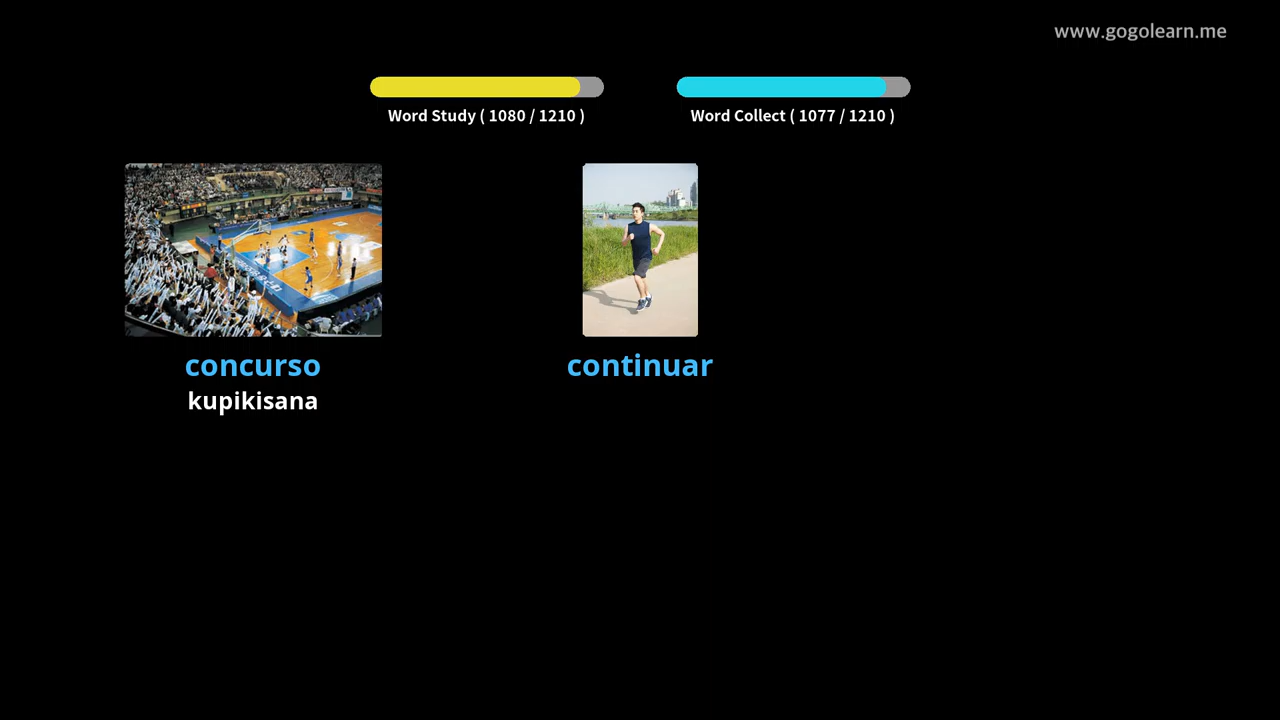 www.gogolearn.me
Word Study ( 1080 / 1210 )
Word Collect ( 1077 / 1210 )
concurso
kupikisana
continuar